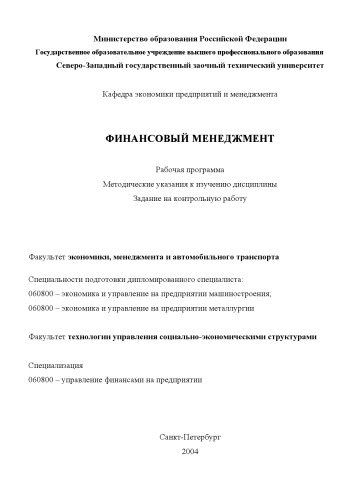 Министерство образования Российской Федерации
Государственное образовательное учреждение высшего профессионального образования
Северо-Западный государственный заочный технический университет
Кафедра экономики предприятий и менеджмента
ФИНАНСОВЫЙ МЕНЕДЖМЕНТ
Рабочая программа
Методические указания к изучению дисциплины
Задание на контрольную работу
Факультет экономики, менеджмента и автомобильного транспорта
Специальности подготовки дипломированного специалиста:
060800 – экономика и управление на предприятии машиностроения,
060800 – экономика и управление на предприятии металлургии
Факультет технологии управления социально-экономическими структурами
Специализация
060800 – управление финансами на предприятии
Санкт-Петербург
2004